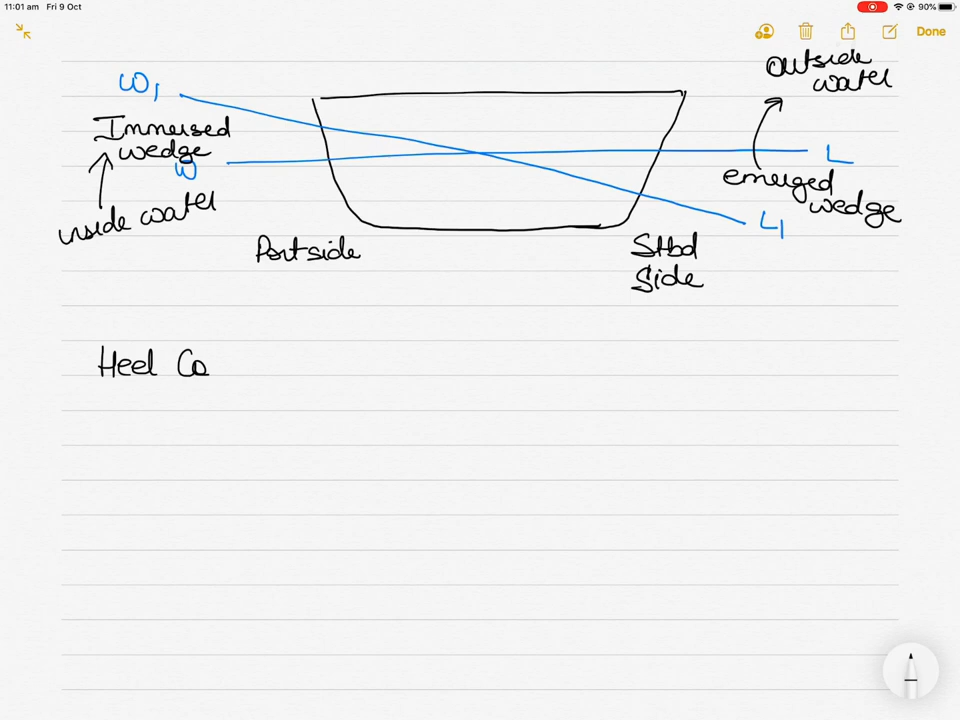 11:01 am Fri 9 Oct
90%
Done
Outside
water
W1
Immersed
wedge
W
L
emerged
wedge
inside water
L1
Portside
Stbd
Side
Heel Co